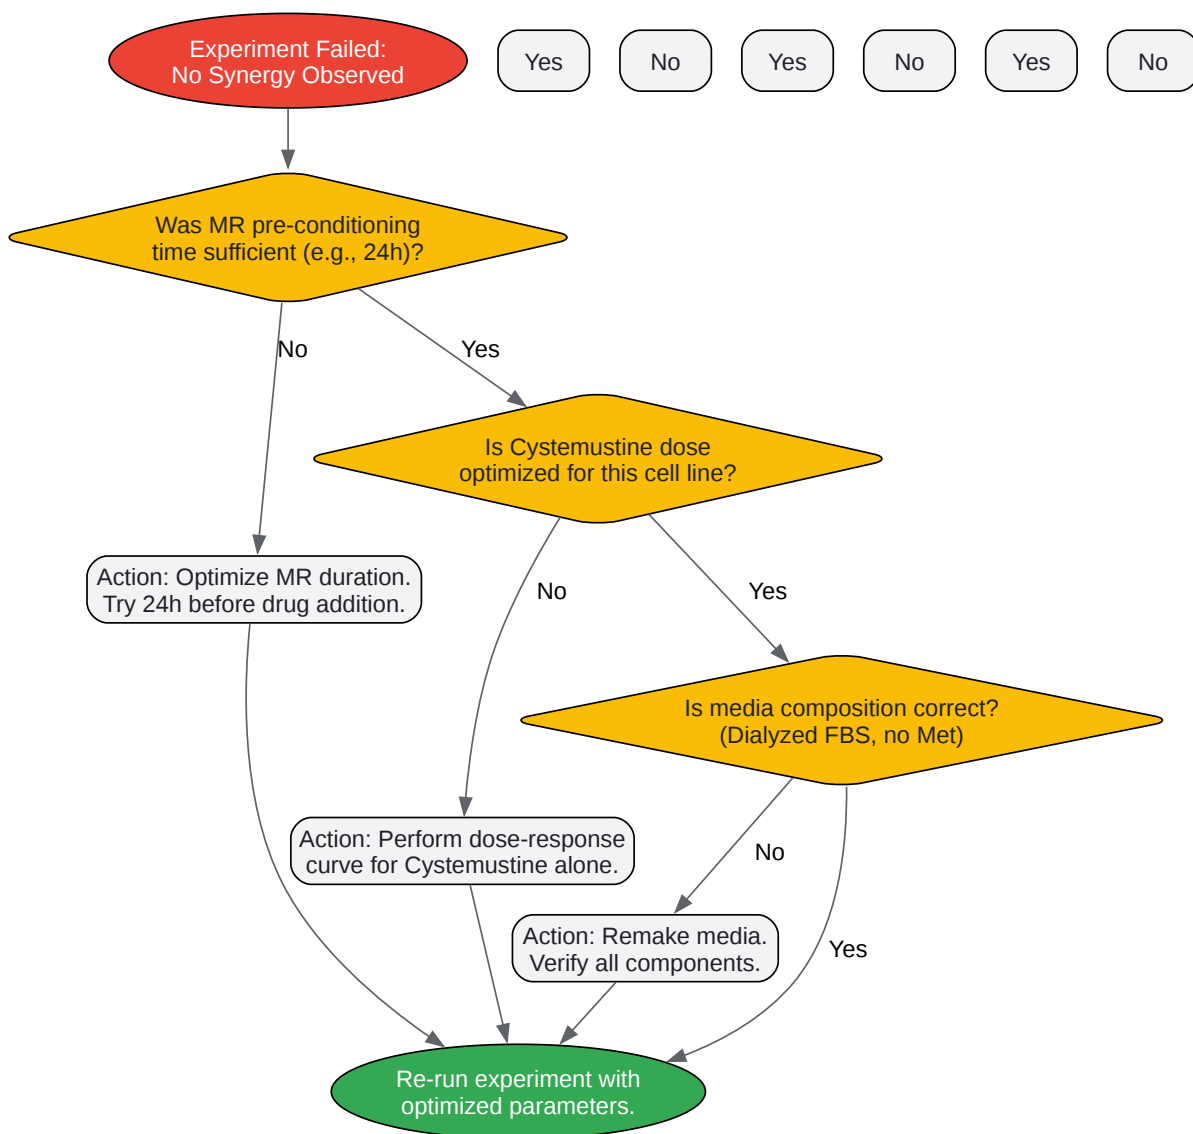 Experiment Failed:
No Synergy Observed
Yes
No
Yes
No
Yes
No
Was MR pre-conditioning
time sufficient (e.g., 24h)?
No
Yes
Is Cystemustine dose
optimized for this cell line?
Action: Optimize MR duration.
Try 24h before drug addition.
No
Yes
Is media composition correct?
(Dialyzed FBS, no Met)
Action: Perform dose-response
curve for Cystemustine alone.
No
Action: Remake media.
Verify all components.
Yes
Re-run experiment with
optimized parameters.